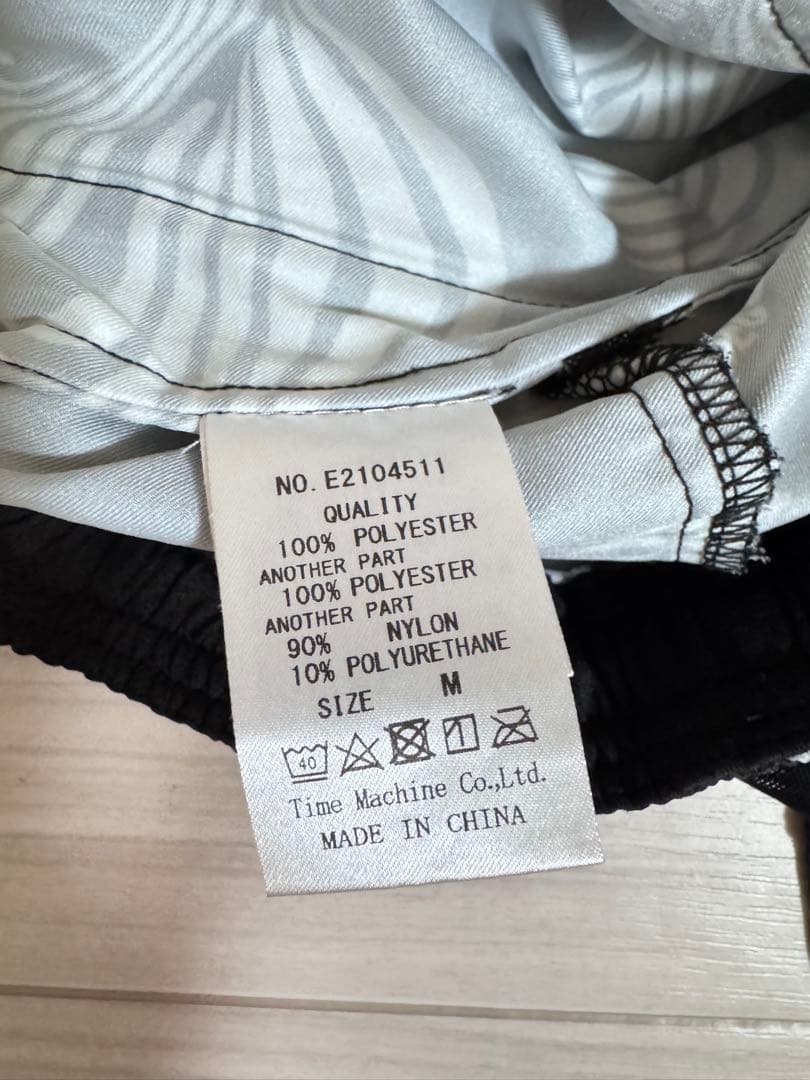 NO. E2104511
QUALITY
100% POLYESTER
ANOTHER PART
100% POLYESTER
ANOTHER PART
90% NYLON
10% POLYURETHANE
SIZE M
40
Time Machine Co.,Ltd.
MADE IN CHINA